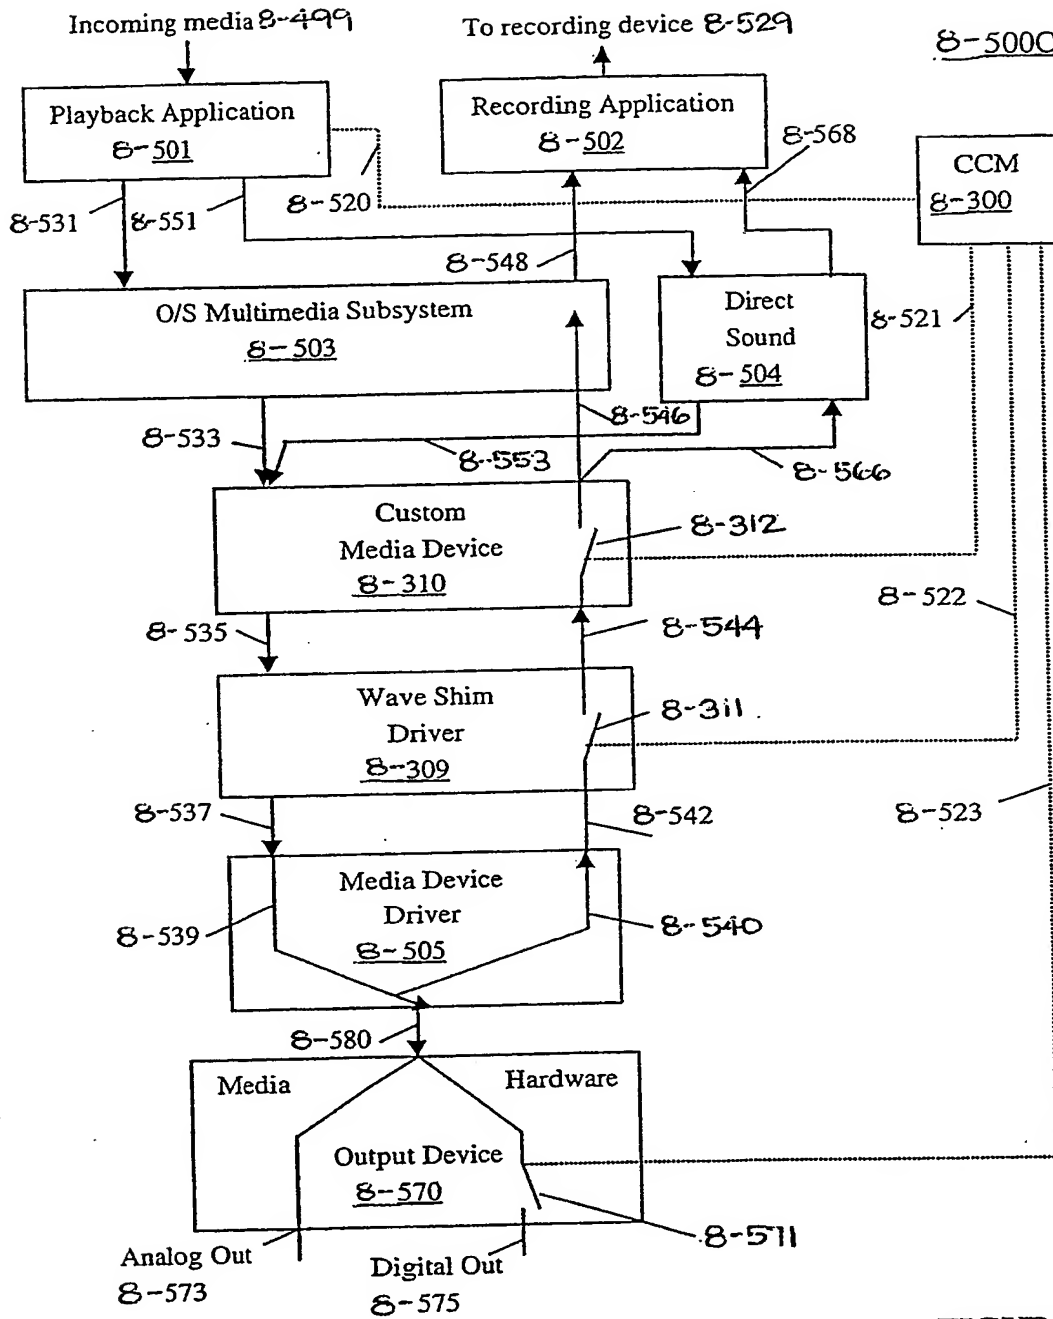 Incoming media 8-499
To recording device 8-529
8-500C
Playback Application
8-501
Recording Application
8-502
8-568
CCM
8-300
8-531
8-551
8-520
8-548
O/S Multimedia Subsystem
8-503
Direct
Sound
8-504
8-521
8-533
8-553
8-546
8-566
Custom
Media Device
8-310
8-312
8-522
8-535
8-544
Wave Shim
Driver
8-309
8-311
8-537
8-542
8-523
Media Device
Driver
8-505
8-539
8-540
8-580
Media
Hardware
Output Device
8-570
8-571
Analog Out
8-573
Digital Out
8-575